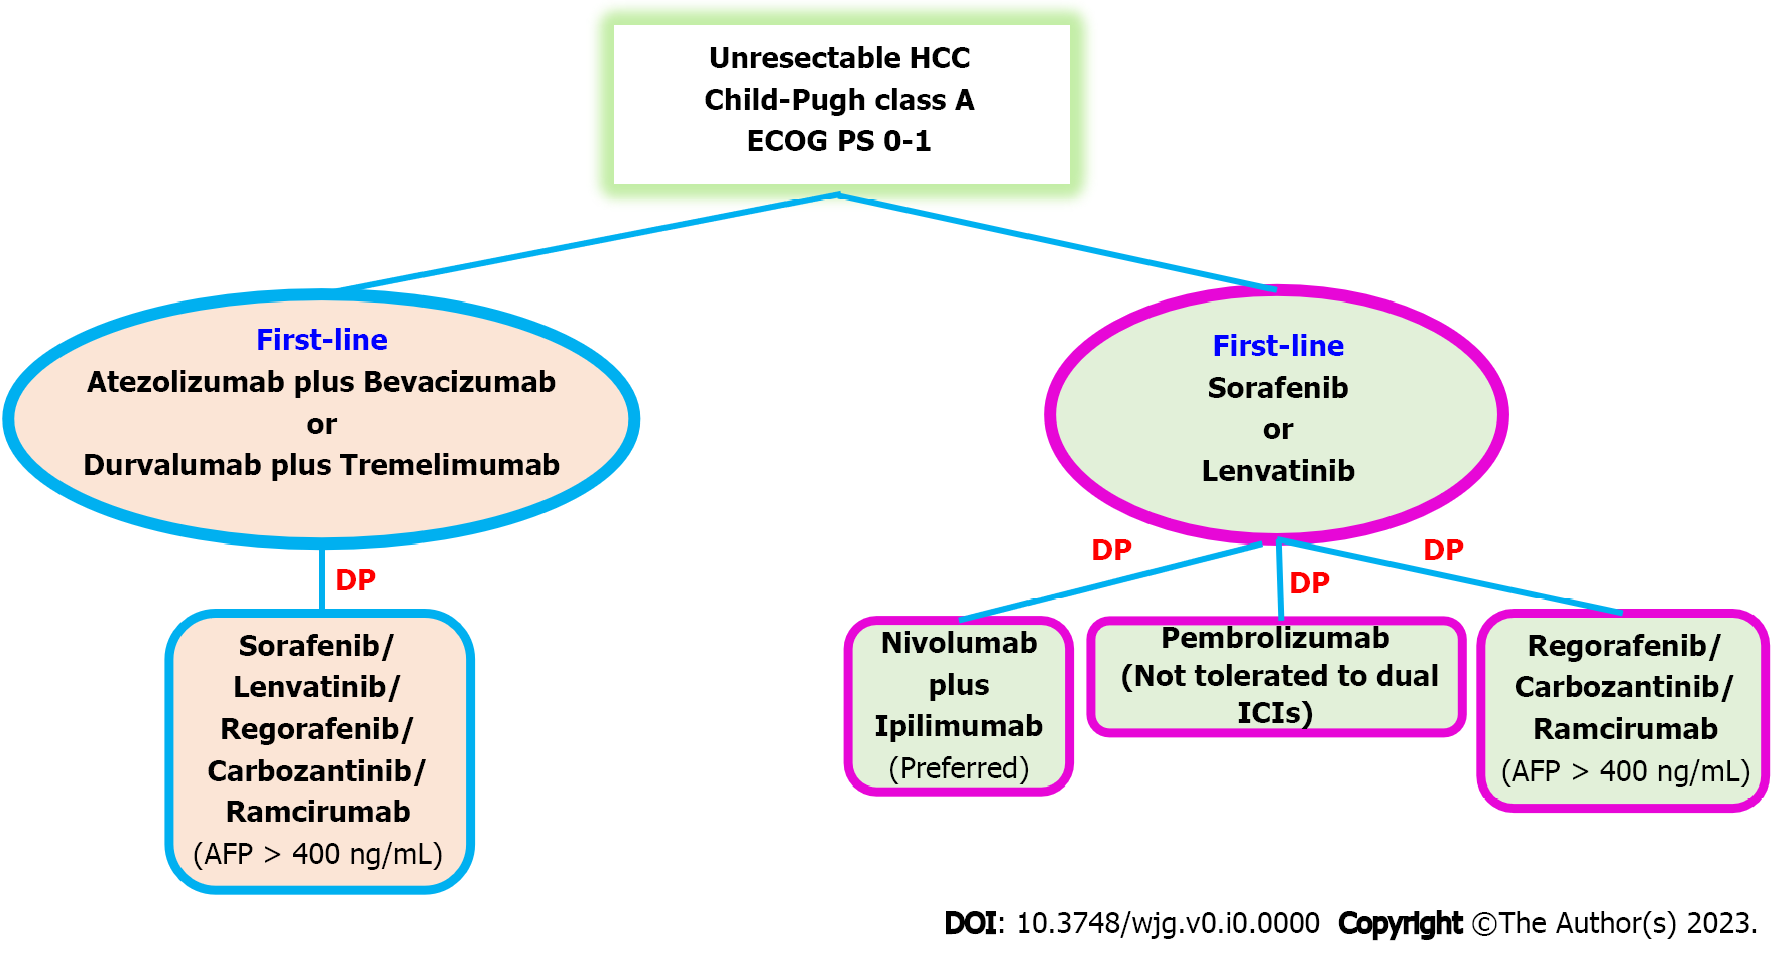 Unresectable HCC
Child-Pugh class A
ECOG PS 0-1
First-line
Atezolizumab plus Bevacizumab
or
Durvalumab plus Tremelimumab
First-line
Sorafenib
or
Lenvatinib
DP
DP
DP
DP
Sorafenib/
Lenvatinib/
Regorafenib/
Carbozantinib/
Ramcirumab
(AFP > 400 ng/mL)
Nivolumab
plus
Ipilimumab
(Preferred)
Pembrolizumab
(Not tolerated to dual
ICIs)
Regorafenib/
Carbozantinib/
Ramcirumab
(AFP > 400 ng/mL)
DOI: 10.3748/wjg.v0.i0.0000 Copyright ©The Author(s) 2023.